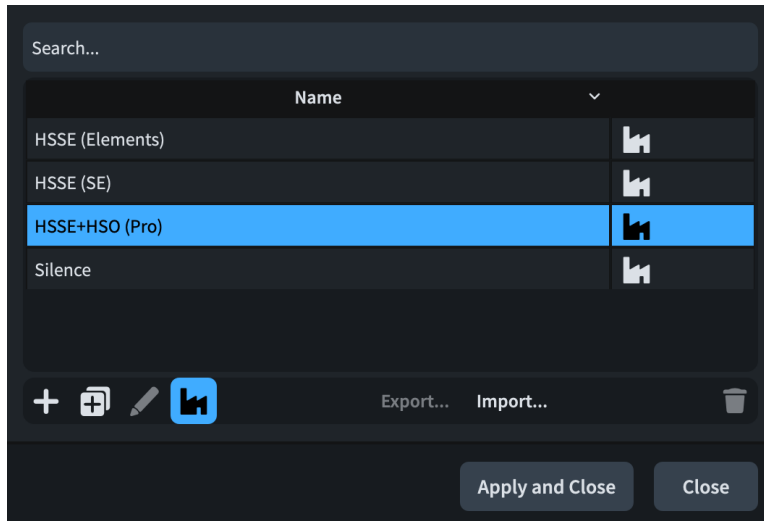 Search...
Name
HSSE (Elements)
HSSE (SE)
HSSE+HSO (Pro)
Silence
Export... Import...
Apply and Close Close